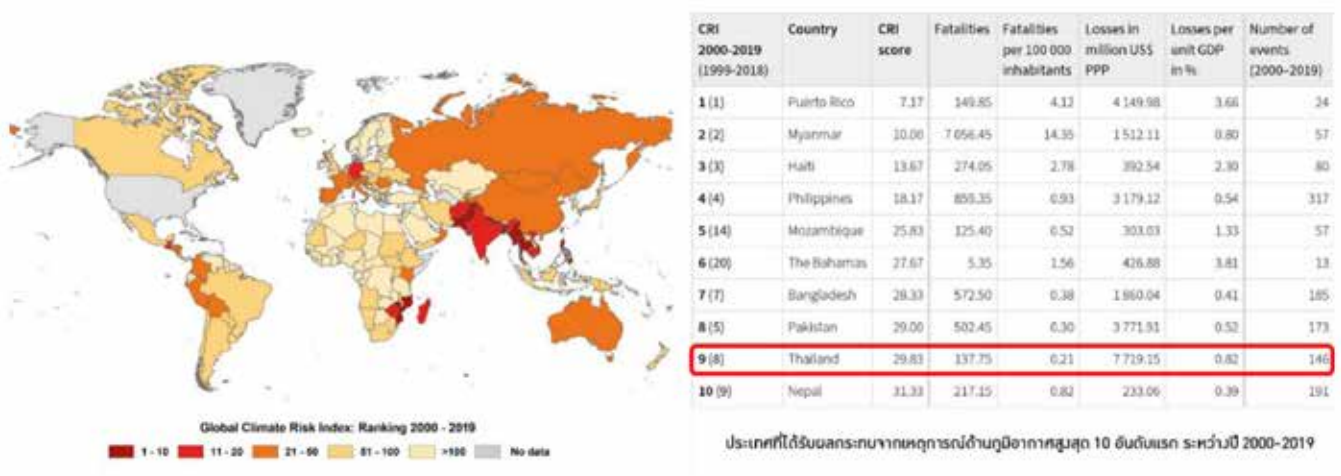 Global Climate Risk Index: Ranking 2000 - 2019
1 - 10 11 - 20 21 - 50 51 - 100 >100 No data
CRI 2000-2019 (1999-2018) Country CRI score Fatalities Fatalities per 100 000 inhabitants Losses in million US$ PPP Losses per unit GDP in % Number of events (2000–2019)
1 (1) Puerto Rico 7.17 149.85 4.12 4 149.98 3.66 24
2 (2) Myanmar 10.00 7 056.45 14.35 1 512.11 0.80 57
3 (3) Haiti 13.67 274.05 2.78 392.54 2.30 80
4 (4) Philippines 18.17 859.35 0.93 3 179.12 0.54 317
5 (14) Mozambique 25.83 125.40 0.52 303.03 1.33 57
6 (20) The Bahamas 27.67 5.35 1.56 426.88 3.81 13
7 (7) Bangladesh 28.33 572.50 0.38 1 860.04 0.41 185
8 (5) Pakistan 29.00 502.45 0.30 3 771.91 0.52 173
9 (8) Thailand 29.83 137.75 0.21 7 719.15 0.82 146
10 (9) Nepal 31.33 217.15 0.82 233.06 0.39 191
ประเทศที่ได้รับผลกระทบจากเหตุการณ์ด้านภูมิอากาศสูงสุด 10 อันดับแรก ระหว่างปี 2000-2019